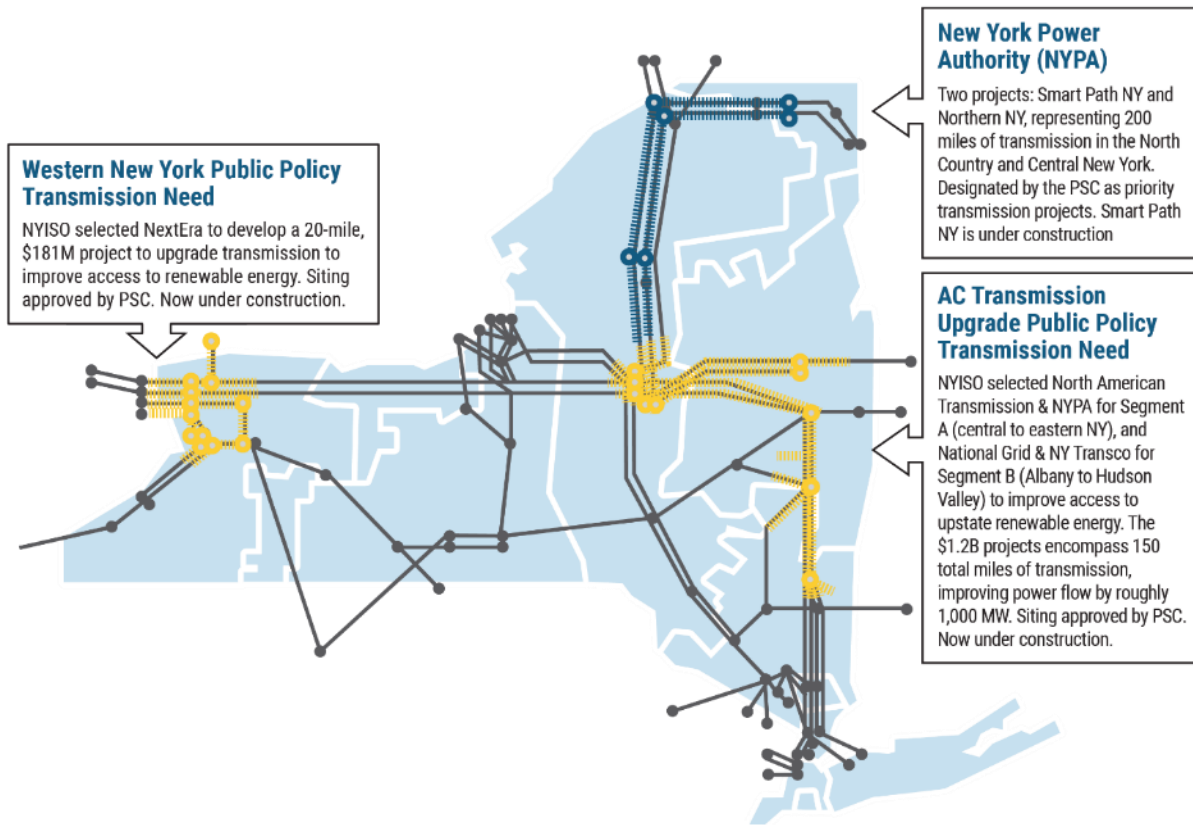 New York Power
Authority (NYPA)
Two projects: Smart Path NY and
Northern NY, representing 200
miles of transmission in the North
Country and Central New York.
Designated by the PSC as priority
transmission projects. Smart Path
NY is under construction
Western New York Public Policy
Transmission Need
NYISO selected NextEra to develop a 20-mile,
$181M project to upgrade transmission to
improve access to renewable energy. Siting
approved by PSC. Now under construction.
AC Transmission
Upgrade Public Policy
Transmission Need
NYISO selected North American
Transmission & NYPA for Segment
A (central to eastern NY), and
National Grid & NY Transco for
Segment B (Albany to Hudson
Valley) to improve access to
upstate renewable energy. The
$1.2B projects encompass 150
total miles of transmission,
improving power flow by roughly
1,000 MW. Siting approved by PSC.
Now under construction.